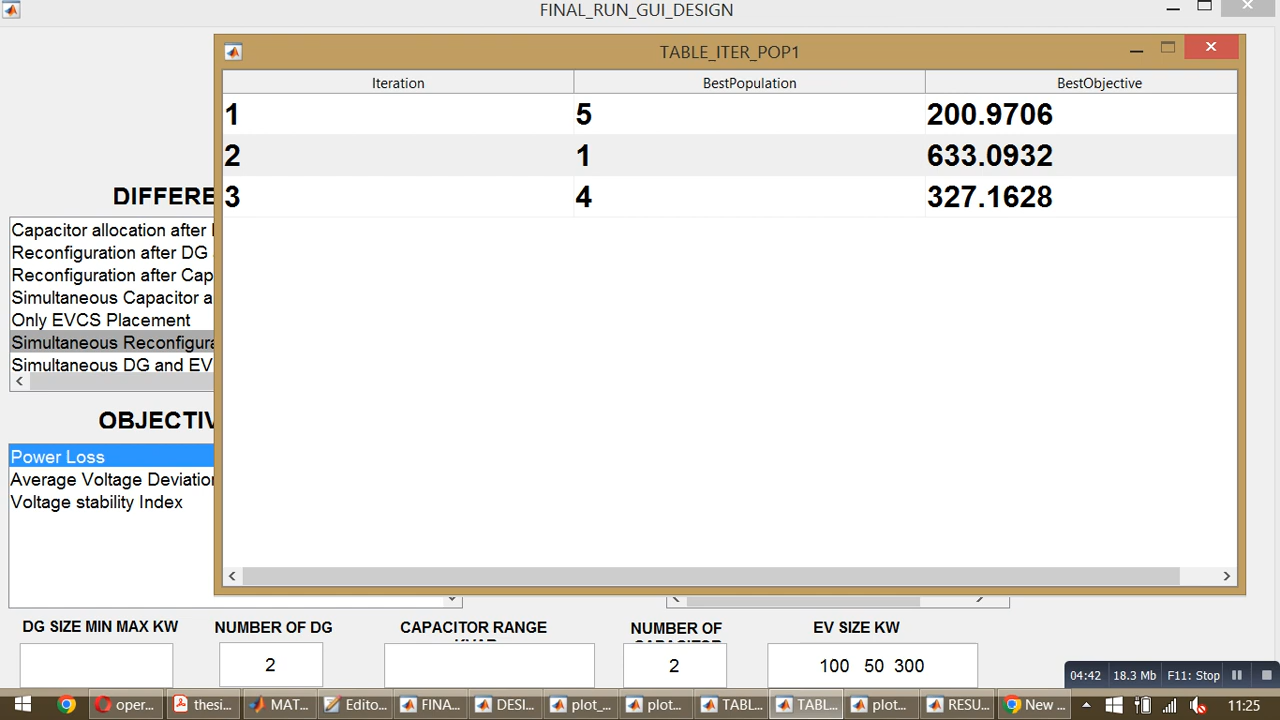 FINAL_RUN_GUI_DESIGN
TABLE_ITER_POP1
Iteration BestPopulation BestObjective
1 5 200.9706
2 1 633.0932
3 4 327.1628
DIFFERE
Capacitor allocation after
Reconfiguration after DG
Reconfiguration after Cap
Simultaneous Capacitor a
Only EVCS Placement
Simultaneous Reconfigura
Simultaneous DG and EV
OBJECTIV
Power Loss
Average Voltage Deviation
Voltage stability Index
DG SIZE MIN MAX KW NUMBER OF DG CAPACITOR RANGE KVAR NUMBER OF CAPACITOR EV SIZE KW
2 2 100 50 300
04:42 18.3 Mb F11: Stop
oper... thesi... MAT... Edito... FINA... DESI... plot_... plot... TABL... TABL... plot... RESU... New ... 11:25